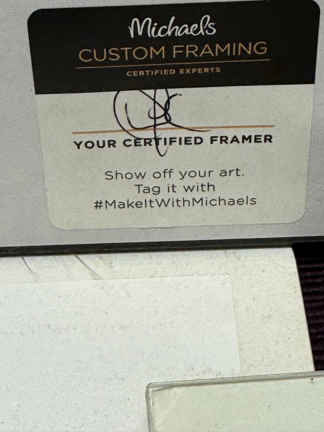 Michaels
CUSTOM FRAMING
CERTIFIED EXPERTS
YOUR CERTIFIED FRAMER
Show off your art.
Tag it with
#MakeItWithMichaels